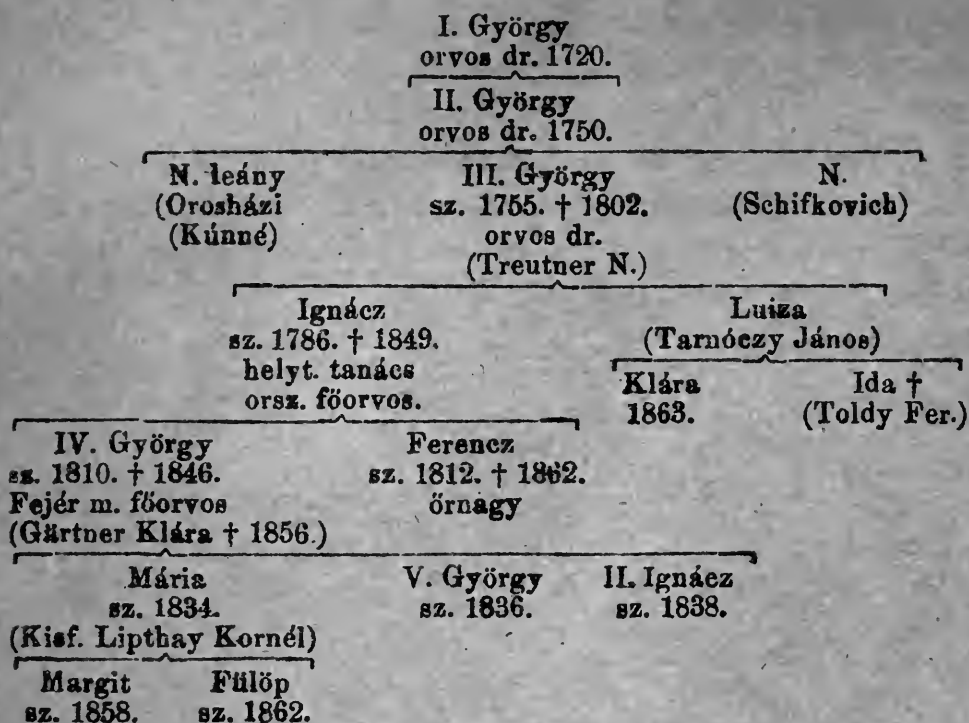 I. György
orvos dr. 1720.
II. György
orvos dr. 1750.
N. leány III. György N.
(Orosházi sz. 1755. † 1802. (Schifkovich)
(Kúnné) orvos dr.
(Treutner N.)
Ignácz Luiza
sz. 1786. † 1849. (Tarnóczy János)
helyt. tanács Klára Ida †
orsz. főorvos. 1863. (Toldy Fer.)
IV. György Ferencz
sz. 1810. † 1846. sz. 1812. † 1862.
Fejér m. főorvos őrnagy
(Gärtner Klára † 1856.)
Mária V. György II. Ignácz
sz. 1834. sz. 1836. sz. 1838.
(Kisf. Lipthay Kornél)
Margit Fülöp
sz. 1858. sz. 1862.